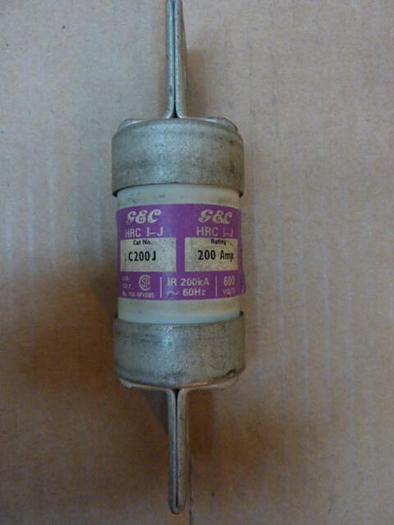 GEC GEC
HRC I-J HRC I-J
Cat No. Rating
C200J 200 Amp.
IR 200kA 600
~ 60Hz VOLTS